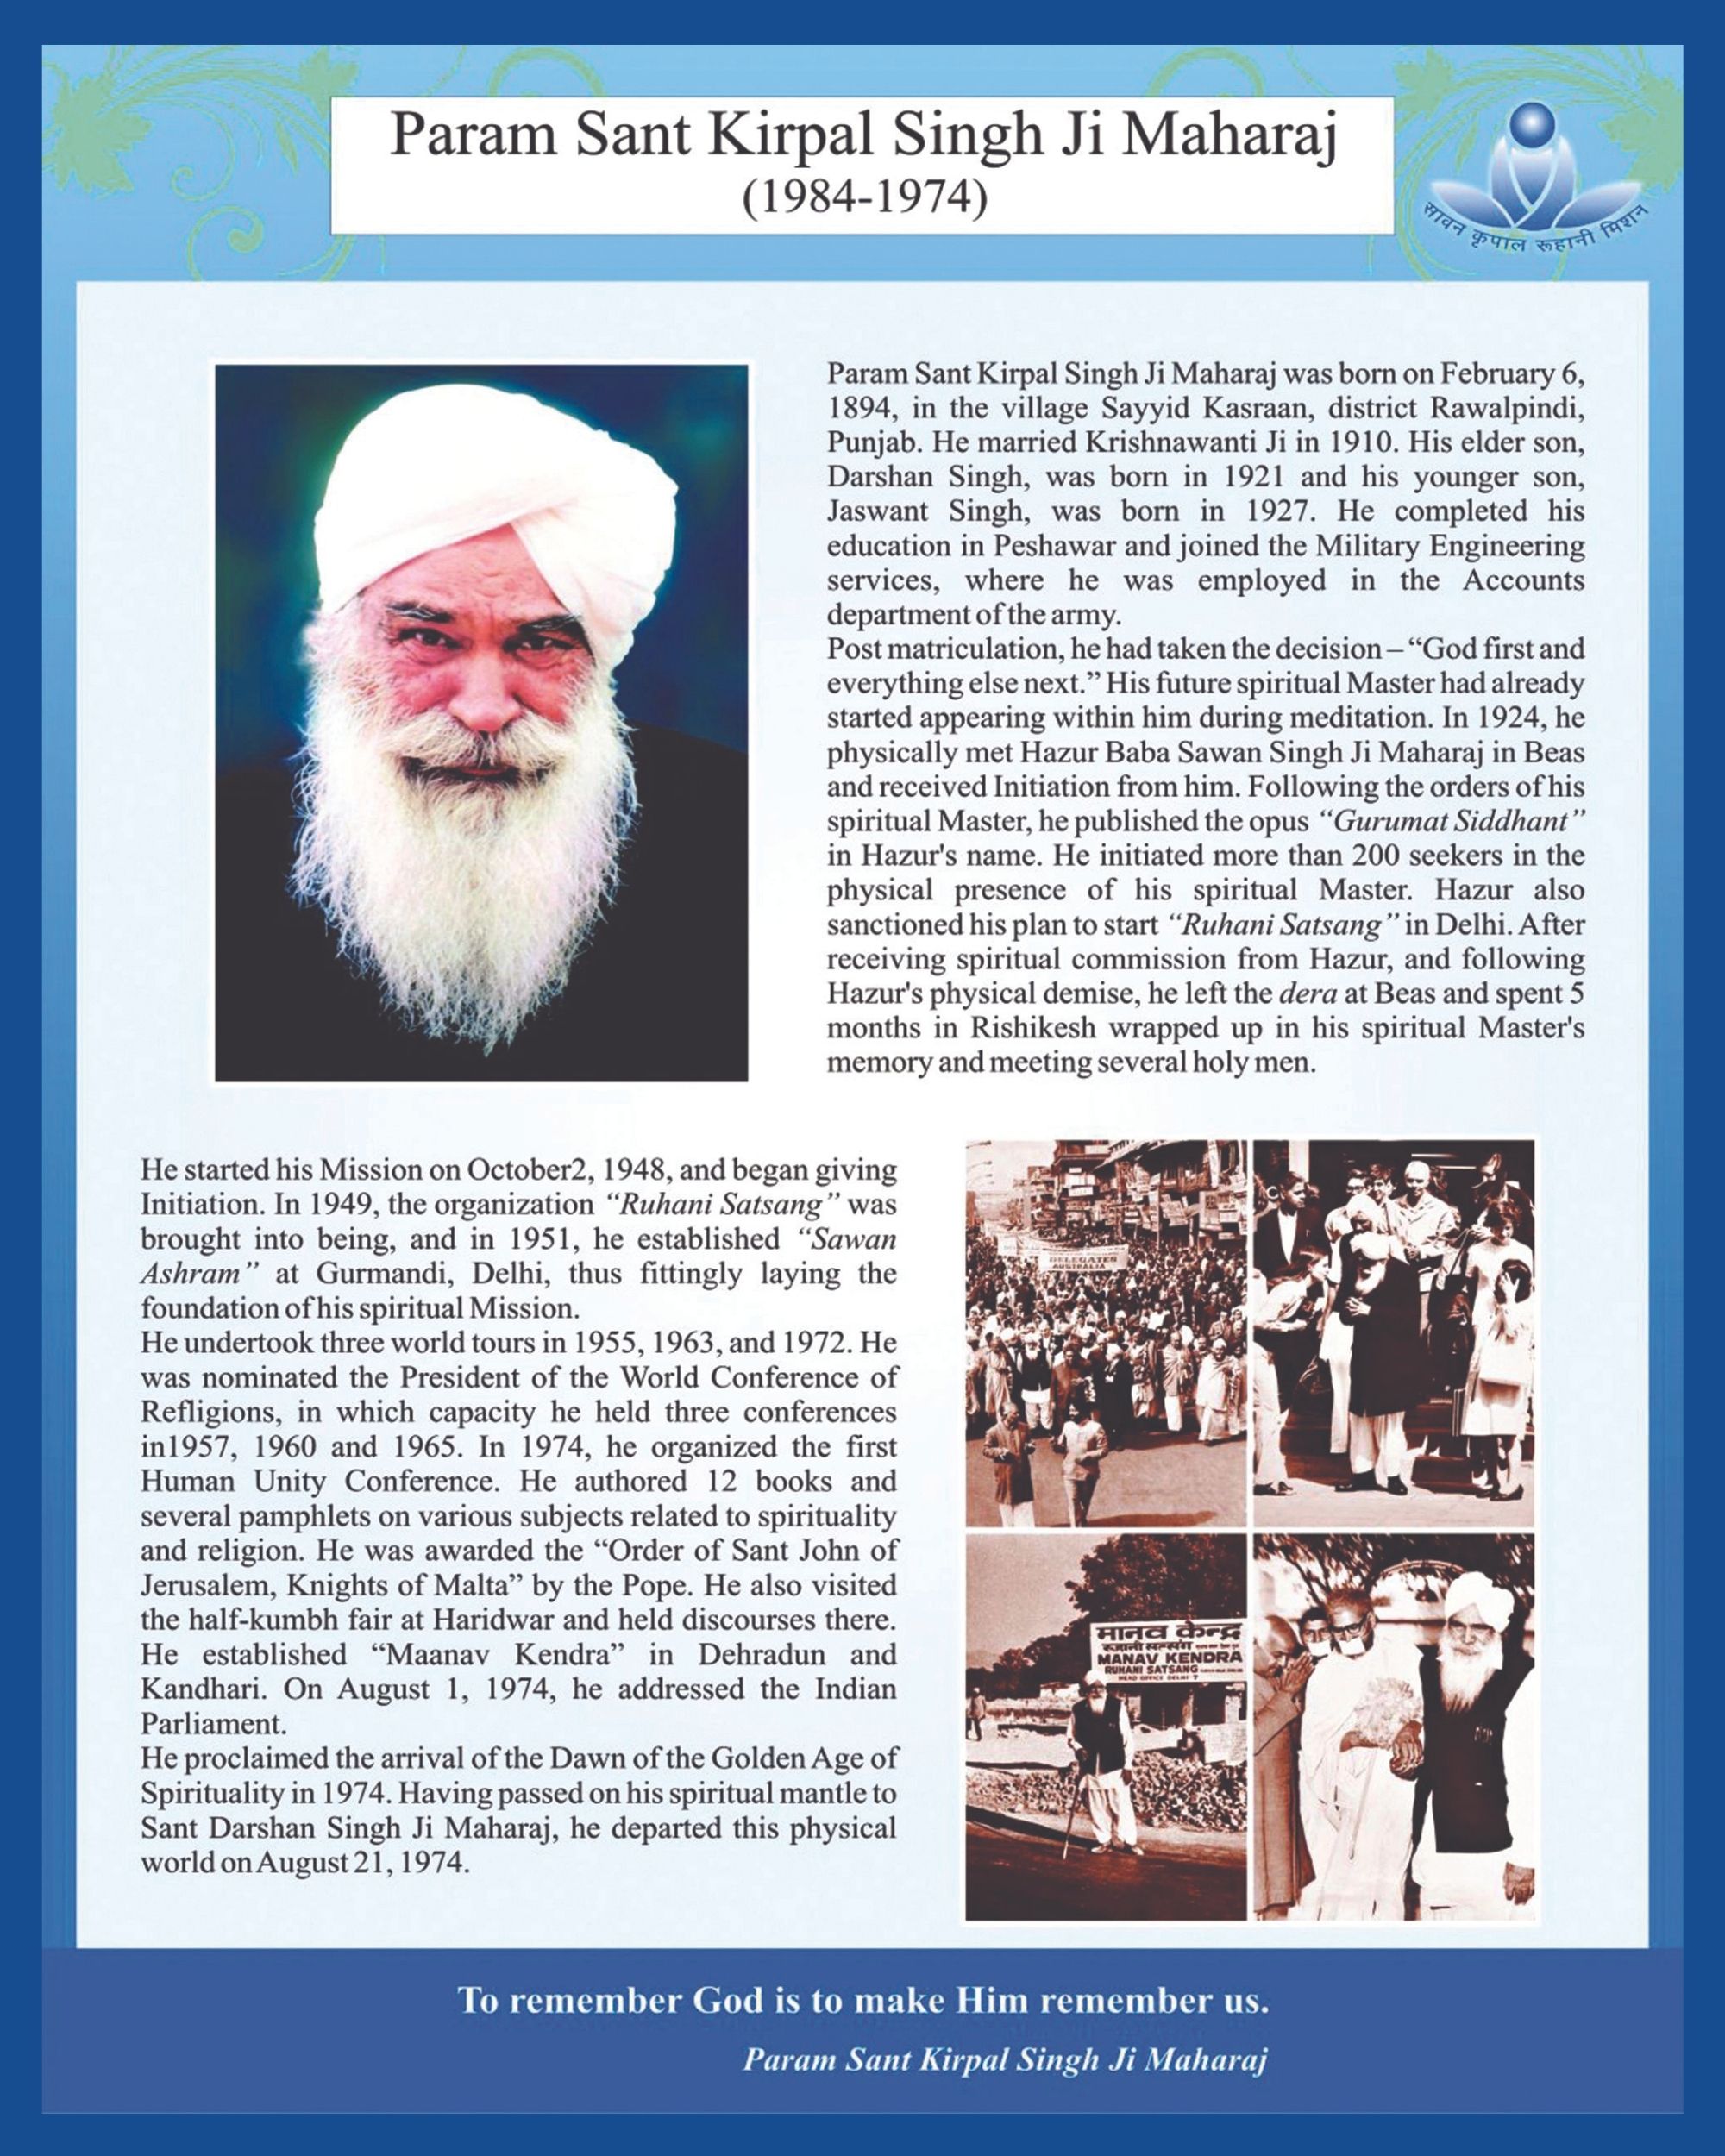 Param Sant Kirpal Singh Ji Maharaj
(1984-1974)
सावन कृपाल रूहानी मिशन
Param Sant Kirpal Singh Ji Maharaj was born on February 6,
1894, in the village Sayyid Kasraan, district Rawalpindi,
Punjab. He married Krishnawanti Ji in 1910. His elder son,
Darshan Singh, was born in 1921 and his younger son,
Jaswant Singh, was born in 1927. He completed his
education in Peshawar and joined the Military Engineering
services, where he was employed in the Accounts
department of the army.
Post matriculation, he had taken the decision – “God first and
everything else next.” His future spiritual Master had already
started appearing within him during meditation. In 1924, he
physically met Hazur Baba Sawan Singh Ji Maharaj in Beas
and received Initiation from him. Following the orders of his
spiritual Master, he published the opus “Gurumat Siddhant”
in Hazur's name. He initiated more than 200 seekers in the
physical presence of his spiritual Master. Hazur also
sanctioned his plan to start “Ruhani Satsang” in Delhi. After
receiving spiritual commission from Hazur, and following
Hazur's physical demise, he left the dera at Beas and spent 5
months in Rishikesh wrapped up in his spiritual Master's
memory and meeting several holy men.
He started his Mission on October2, 1948, and began giving
Initiation. In 1949, the organization “Ruhani Satsang” was
brought into being, and in 1951, he established “Sawan
Ashram” at Gurmandi, Delhi, thus fittingly laying the
foundation of his spiritual Mission.
He undertook three world tours in 1955, 1963, and 1972. He
was nominated the President of the World Conference of
Refligions, in which capacity he held three conferences
in1957, 1960 and 1965. In 1974, he organized the first
Human Unity Conference. He authored 12 books and
several pamphlets on various subjects related to spirituality
and religion. He was awarded the “Order of Sant John of
Jerusalem, Knights of Malta” by the Pope. He also visited
the half-kumbh fair at Haridwar and held discourses there.
He established “Maanav Kendra” in Dehradun and
Kandhari. On August 1, 1974, he addressed the Indian
Parliament.
He proclaimed the arrival of the Dawn of the Golden Age of
Spirituality in 1974. Having passed on his spiritual mantle to
Sant Darshan Singh Ji Maharaj, he departed this physical
world on August 21, 1974.
DELEGATES
AUSTRALIA
मानव केन्द्र
रूहानी सत्संग
MANAV KENDRA
RUHANI SATSANG
HEAD OFFICE DELHI 7
To remember God is to make Him remember us.
Param Sant Kirpal Singh Ji Maharaj